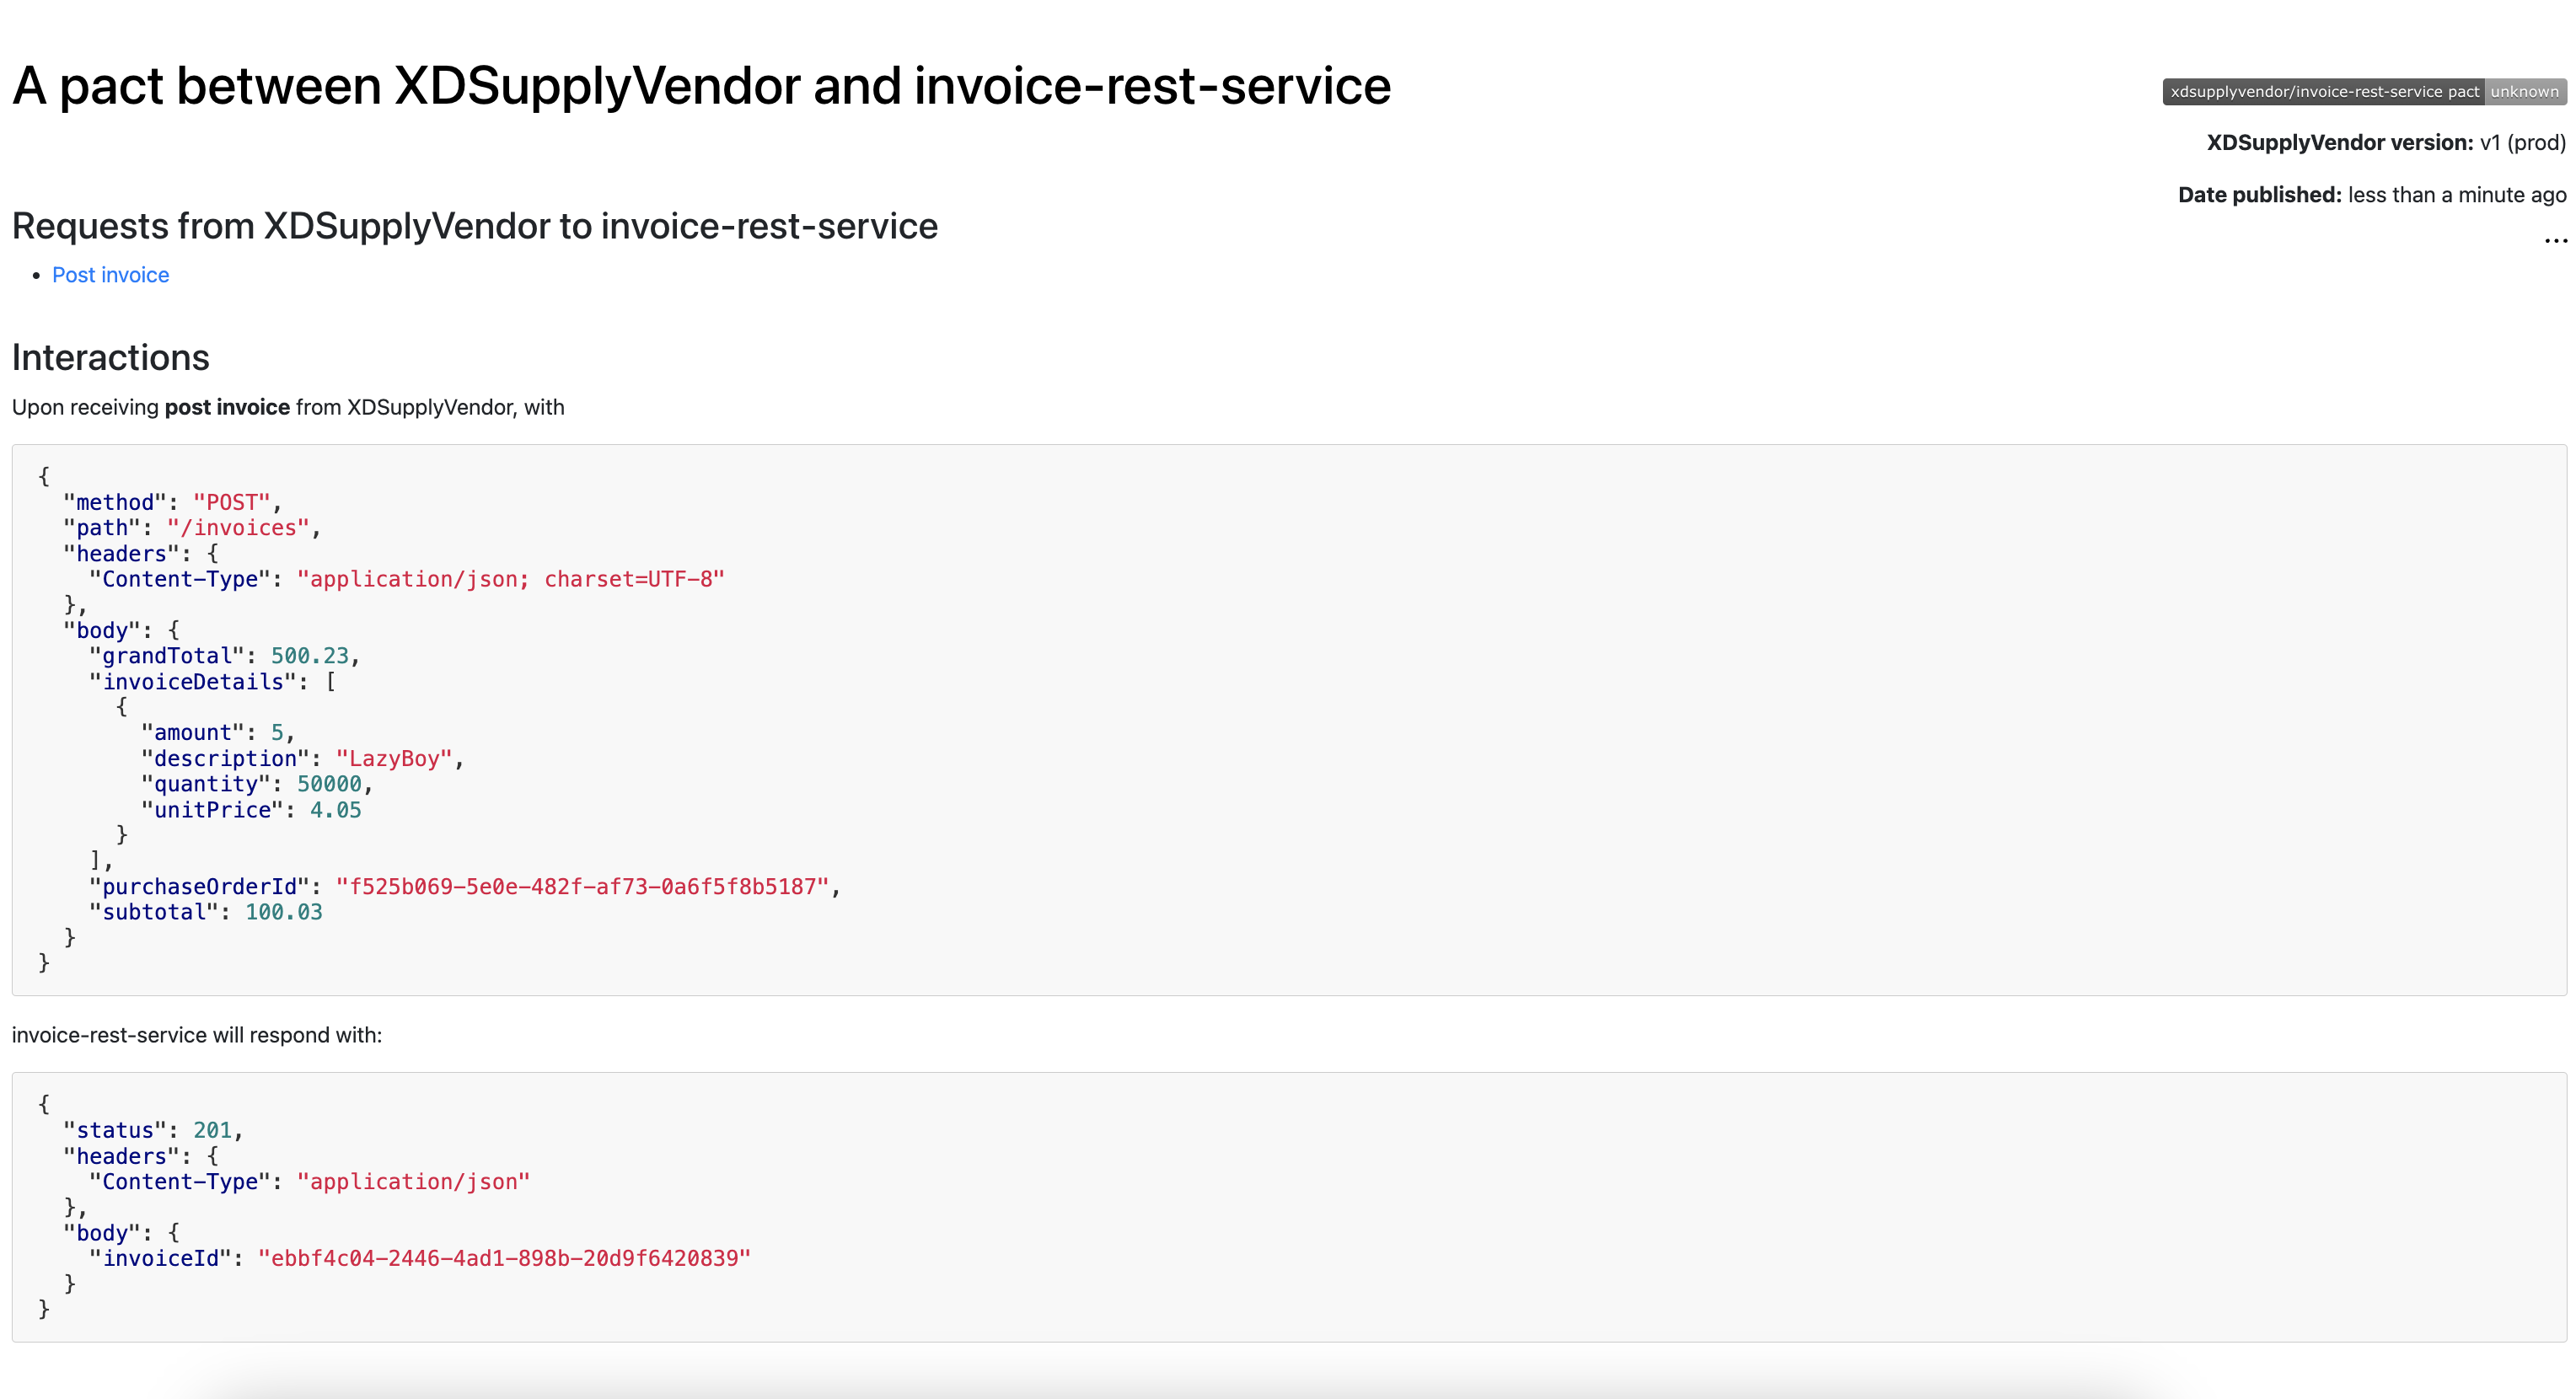 A pact between XDSupplyVendor and invoice-rest-service
xdsupplyvendor/invoice-rest-service pact unknown
XDSupplyVendor version: v1 (prod)
Date published: less than a minute ago
...
Requests from XDSupplyVendor to invoice-rest-service
• Post invoice
Interactions
Upon receiving post invoice from XDSupplyVendor, with
{
  "method": "POST",
  "path": "/invoices",
  "headers": {
    "Content-Type": "application/json; charset=UTF-8"
  },
  "body": {
    "grandTotal": 500.23,
    "invoiceDetails": [
      {
        "amount": 5,
        "description": "LazyBoy",
        "quantity": 50000,
        "unitPrice": 4.05
      }
    ],
    "purchaseOrderId": "f525b069-5e0e-482f-af73-0a6f5f8b5187",
    "subtotal": 100.03
  }
}
invoice-rest-service will respond with:
{
  "status": 201,
  "headers": {
    "Content-Type": "application/json"
  },
  "body": {
    "invoiceId": "ebbf4c04-2446-4ad1-898b-20d9f6420839"
  }
}